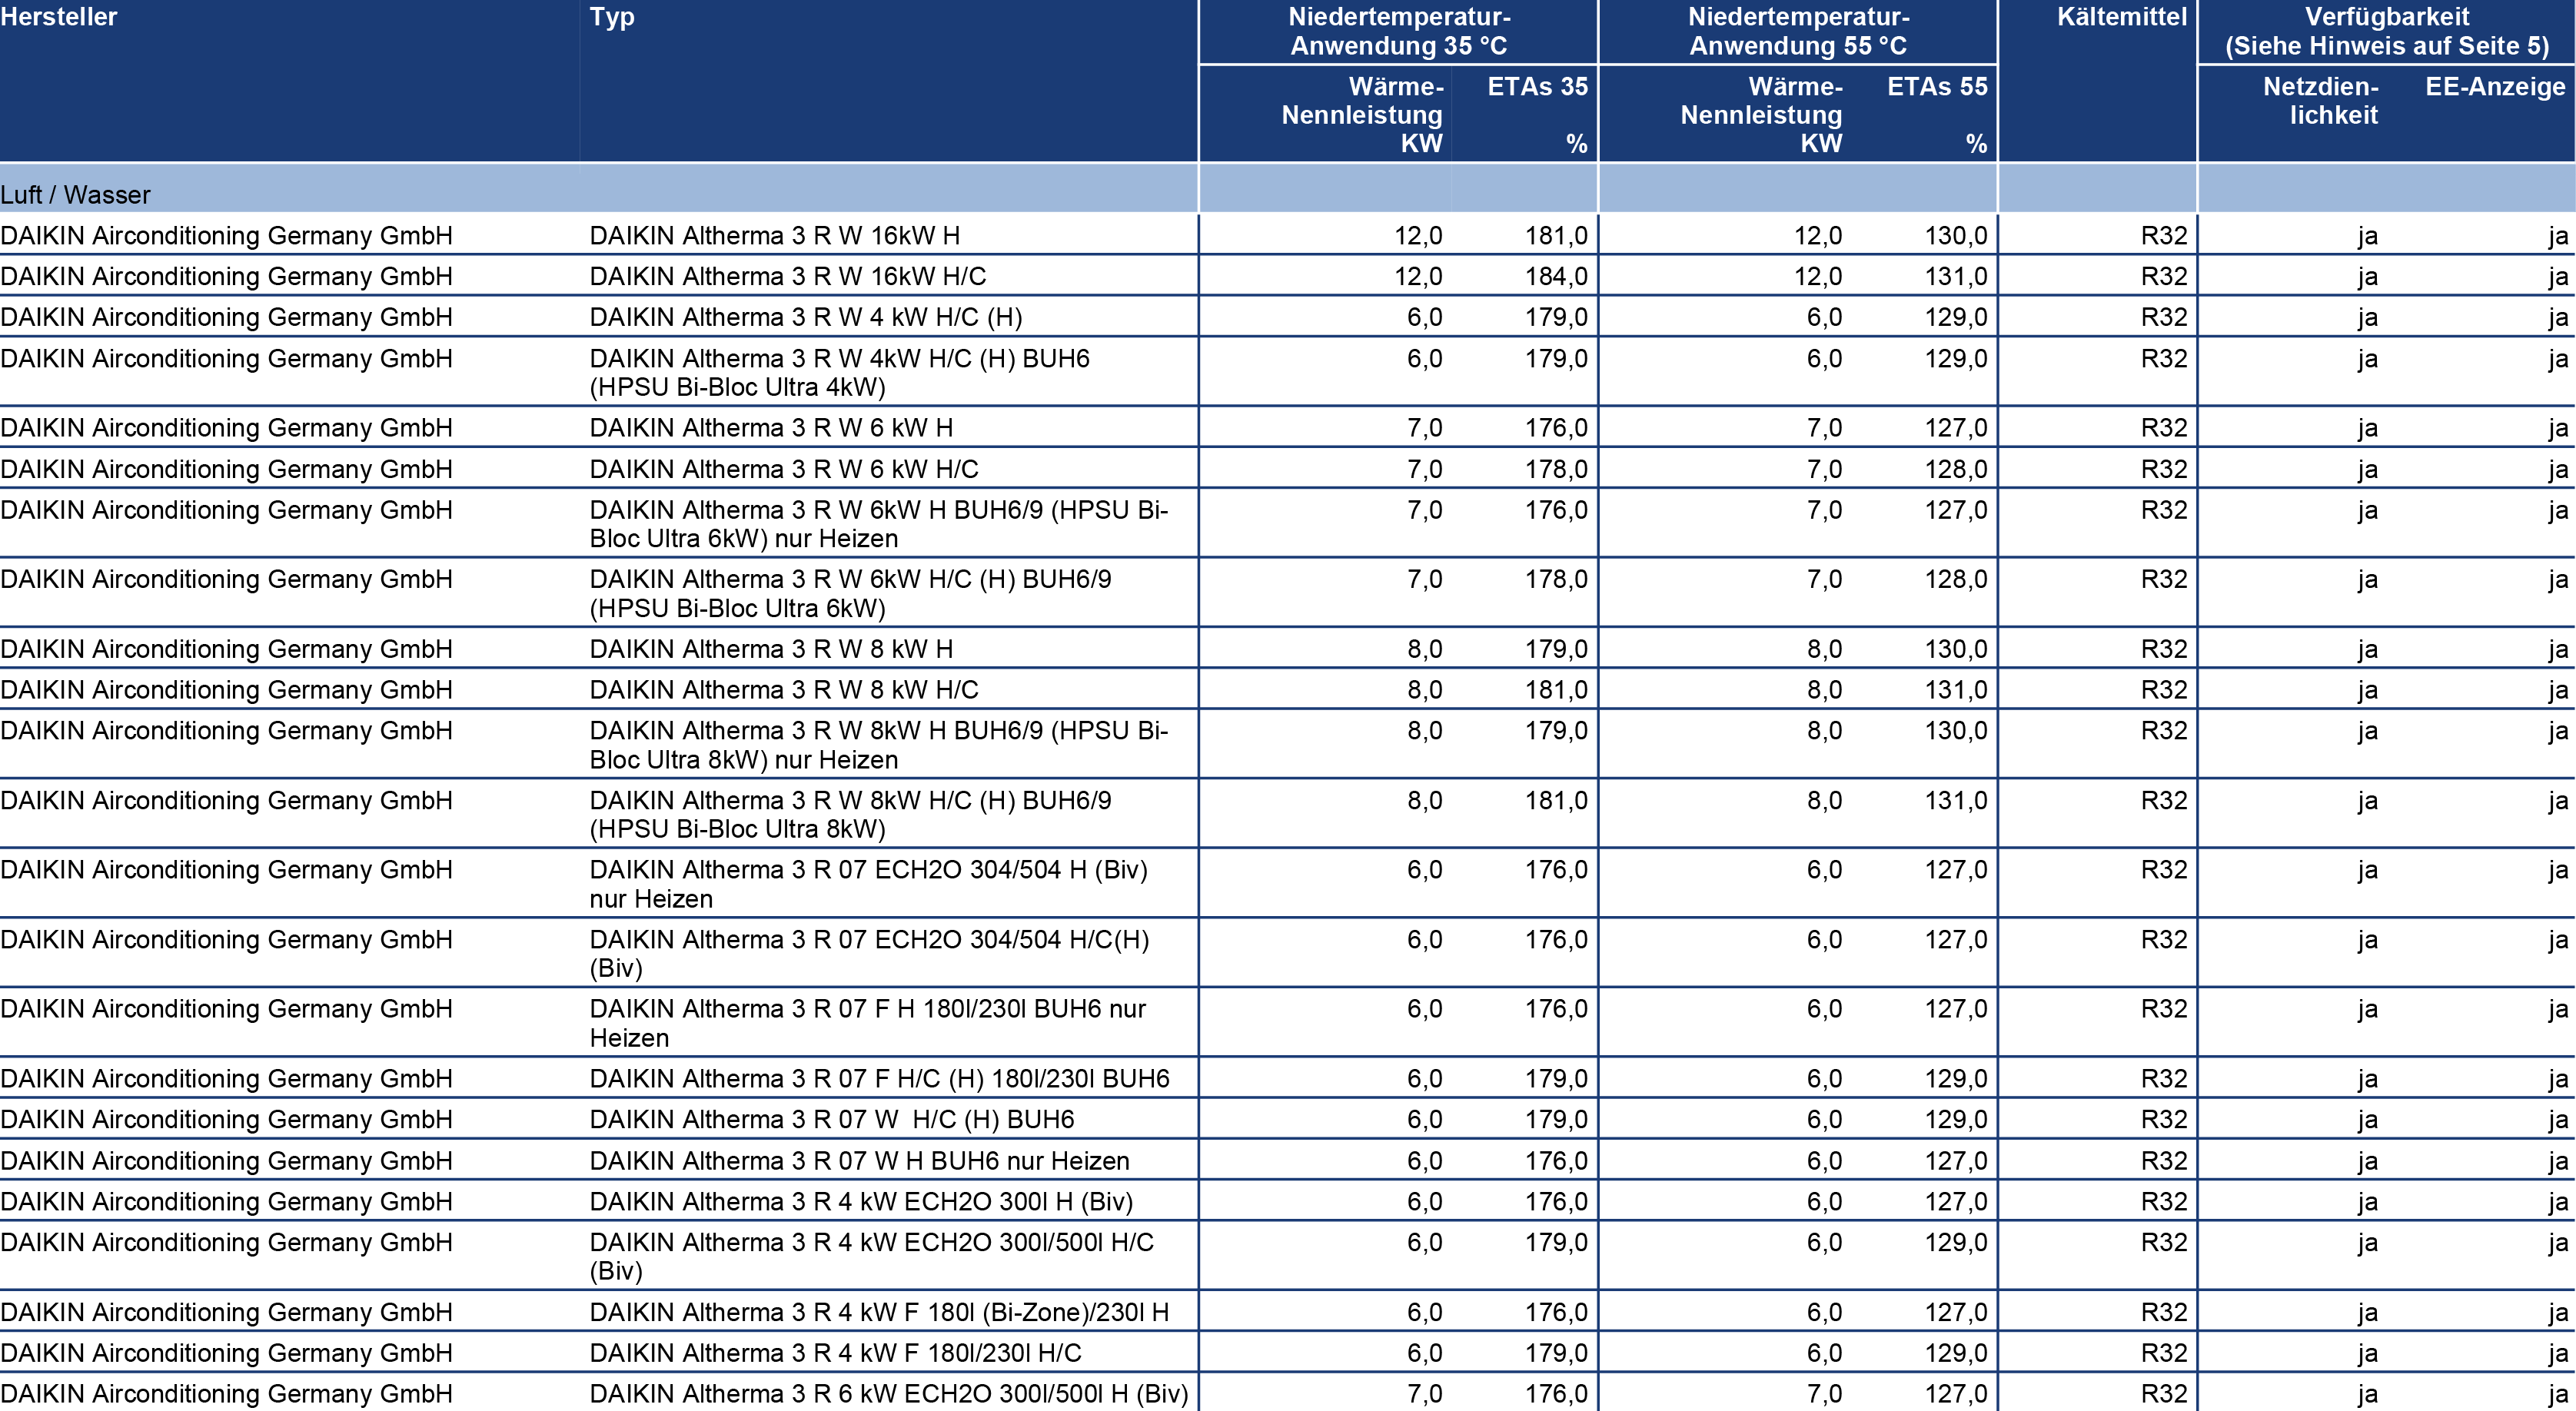 Hersteller Typ Niedertemperatur- Niedertemperatur- Kältemittel Verfügbarkeit
Anwendung 35 °C Anwendung 55 °C (Siehe Hinweis auf Seite 5)
Wärme- ETAs 35 Wärme- ETAs 55 Netzdien- EE-Anzeige
Nennleistung Nennleistung lichkeit
KW % KW %
Luft / Wasser
DAIKIN Airconditioning Germany GmbH DAIKIN Altherma 3 R W 16kW H 12,0 181,0 12,0 130,0 R32 ja ja
DAIKIN Airconditioning Germany GmbH DAIKIN Altherma 3 R W 16kW H/C 12,0 184,0 12,0 131,0 R32 ja ja
DAIKIN Airconditioning Germany GmbH DAIKIN Altherma 3 R W 4 kW H/C (H) 6,0 179,0 6,0 129,0 R32 ja ja
DAIKIN Airconditioning Germany GmbH DAIKIN Altherma 3 R W 4kW H/C (H) BUH6 6,0 179,0 6,0 129,0 R32 ja ja
(HPSU Bi-Bloc Ultra 4kW)
DAIKIN Airconditioning Germany GmbH DAIKIN Altherma 3 R W 6 kW H 7,0 176,0 7,0 127,0 R32 ja ja
DAIKIN Airconditioning Germany GmbH DAIKIN Altherma 3 R W 6 kW H/C 7,0 178,0 7,0 128,0 R32 ja ja
DAIKIN Airconditioning Germany GmbH DAIKIN Altherma 3 R W 6kW H BUH6/9 (HPSU Bi- 7,0 176,0 7,0 127,0 R32 ja ja
Bloc Ultra 6kW) nur Heizen
DAIKIN Airconditioning Germany GmbH DAIKIN Altherma 3 R W 6kW H/C (H) BUH6/9 7,0 178,0 7,0 128,0 R32 ja ja
(HPSU Bi-Bloc Ultra 6kW)
DAIKIN Airconditioning Germany GmbH DAIKIN Altherma 3 R W 8 kW H 8,0 179,0 8,0 130,0 R32 ja ja
DAIKIN Airconditioning Germany GmbH DAIKIN Altherma 3 R W 8 kW H/C 8,0 181,0 8,0 131,0 R32 ja ja
DAIKIN Airconditioning Germany GmbH DAIKIN Altherma 3 R W 8kW H BUH6/9 (HPSU Bi- 8,0 179,0 8,0 130,0 R32 ja ja
Bloc Ultra 8kW) nur Heizen
DAIKIN Airconditioning Germany GmbH DAIKIN Altherma 3 R W 8kW H/C (H) BUH6/9 8,0 181,0 8,0 131,0 R32 ja ja
(HPSU Bi-Bloc Ultra 8kW)
DAIKIN Airconditioning Germany GmbH DAIKIN Altherma 3 R 07 ECH2O 304/504 H (Biv) 6,0 176,0 6,0 127,0 R32 ja ja
nur Heizen
DAIKIN Airconditioning Germany GmbH DAIKIN Altherma 3 R 07 ECH2O 304/504 H/C(H) 6,0 176,0 6,0 127,0 R32 ja ja
(Biv)
DAIKIN Airconditioning Germany GmbH DAIKIN Altherma 3 R 07 F H 180l/230l BUH6 nur 6,0 176,0 6,0 127,0 R32 ja ja
Heizen
DAIKIN Airconditioning Germany GmbH DAIKIN Altherma 3 R 07 F H/C (H) 180l/230l BUH6 6,0 179,0 6,0 129,0 R32 ja ja
DAIKIN Airconditioning Germany GmbH DAIKIN Altherma 3 R 07 W  H/C (H) BUH6 6,0 179,0 6,0 129,0 R32 ja ja
DAIKIN Airconditioning Germany GmbH DAIKIN Altherma 3 R 07 W H BUH6 nur Heizen 6,0 176,0 6,0 127,0 R32 ja ja
DAIKIN Airconditioning Germany GmbH DAIKIN Altherma 3 R 4 kW ECH2O 300l H (Biv) 6,0 176,0 6,0 127,0 R32 ja ja
DAIKIN Airconditioning Germany GmbH DAIKIN Altherma 3 R 4 kW ECH2O 300l/500l H/C 6,0 179,0 6,0 129,0 R32 ja ja
(Biv)
DAIKIN Airconditioning Germany GmbH DAIKIN Altherma 3 R 4 kW F 180l (Bi-Zone)/230l H 6,0 176,0 6,0 127,0 R32 ja ja
DAIKIN Airconditioning Germany GmbH DAIKIN Altherma 3 R 4 kW F 180l/230l H/C 6,0 179,0 6,0 129,0 R32 ja ja
DAIKIN Airconditioning Germany GmbH DAIKIN Altherma 3 R 6 kW ECH2O 300l/500l H (Biv) 7,0 176,0 7,0 127,0 R32 ja ja